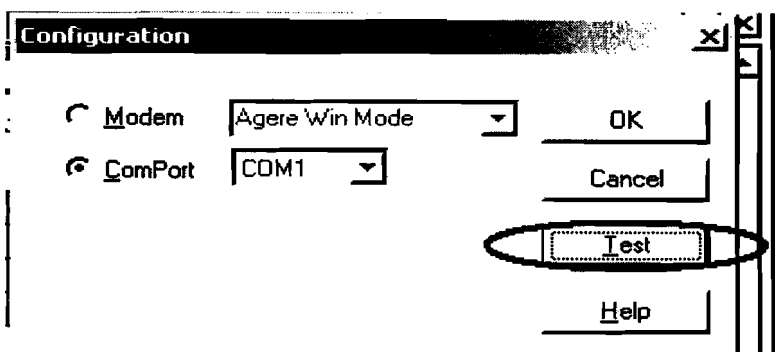 Configuration
Modem Agere Win Mode OK
ComPort COM1 Cancel
Test
Help